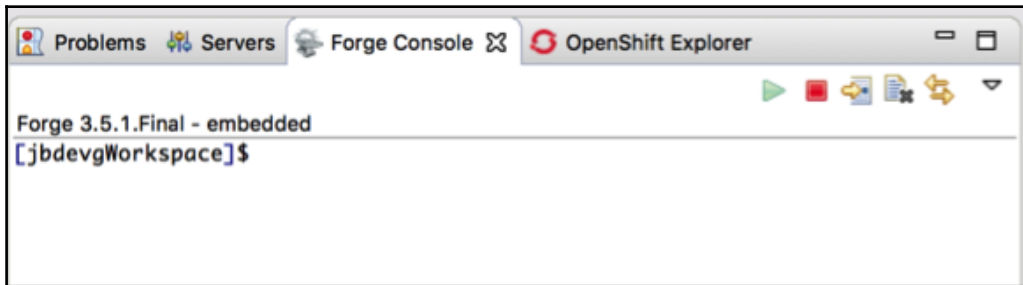 Problems Servers Forge Console OpenShift Explorer
Forge 3.5.1.Final - embedded
[jbdevgWorkspace]$